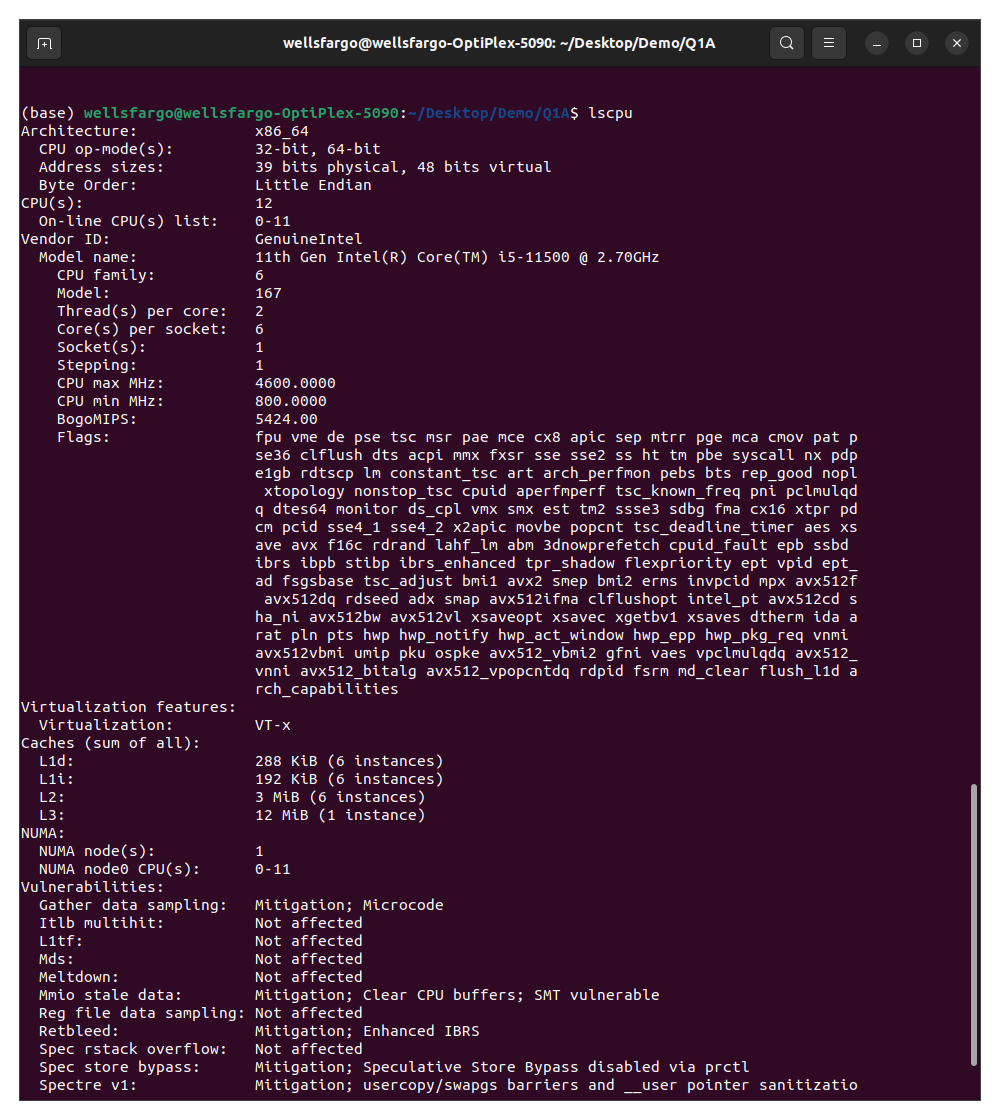 wellsfargo@wellsfargo-OptiPlex-5090: ~/Desktop/Demo/Q1A
(base) wellsfargo@wellsfargo-OptiPlex-5090:~/Desktop/Demo/Q1A$ lscpu
Architecture:             x86_64
  CPU op-mode(s):         32-bit, 64-bit
  Address sizes:          39 bits physical, 48 bits virtual
  Byte Order:             Little Endian
CPU(s):                   12
  On-line CPU(s) list:    0-11
Vendor ID:                GenuineIntel
  Model name:             11th Gen Intel(R) Core(TM) i5-11500 @ 2.70GHz
    CPU family:           6
    Model:                167
    Thread(s) per core:   2
    Core(s) per socket:   6
    Socket(s):            1
    Stepping:             1
    CPU max MHz:          4600.0000
    CPU min MHz:          800.0000
    BogoMIPS:             5424.00
    Flags:                fpu vme de pse tsc msr pae mce cx8 apic sep mtrr pge mca cmov pat p
                          se36 clflush dts acpi mmx fxsr sse sse2 ss ht tm pbe syscall nx pdp
                          e1gb rdtscp lm constant_tsc art arch_perfmon pebs bts rep_good nopl
                           xtopology nonstop_tsc cpuid aperfmperf tsc_known_freq pni pclmulqd
                          q dtes64 monitor ds_cpl vmx smx est tm2 ssse3 sdbg fma cx16 xtpr pd
                          cm pcid sse4_1 sse4_2 x2apic movbe popcnt tsc_deadline_timer aes xs
                          ave avx f16c rdrand lahf_lm abm 3dnowprefetch cpuid_fault epb ssbd
                          ibrs ibpb stibp ibrs_enhanced tpr_shadow flexpriority ept vpid ept_
                          ad fsgsbase tsc_adjust bmi1 avx2 smep bmi2 erms invpcid mpx avx512f
                           avx512dq rdseed adx smap avx512ifma clflushopt intel_pt avx512cd s
                          ha_ni avx512bw avx512vl xsaveopt xsavec xgetbv1 xsaves dtherm ida a
                          rat pln pts hwp hwp_notify hwp_act_window hwp_epp hwp_pkg_req vnmi
                          avx512vbmi umip pku ospke avx512_vbmi2 gfni vaes vpclmulqdq avx512_
                          vnni avx512_bitalg avx512_vpopcntdq rdpid fsrm md_clear flush_l1d a
                          rch_capabilities
Virtualization features:
  Virtualization:         VT-x
Caches (sum of all):
  L1d:                    288 KiB (6 instances)
  L1i:                    192 KiB (6 instances)
  L2:                     3 MiB (6 instances)
  L3:                     12 MiB (1 instance)
NUMA:
  NUMA node(s):           1
  NUMA node0 CPU(s):      0-11
Vulnerabilities:
  Gather data sampling:   Mitigation; Microcode
  Itlb multihit:          Not affected
  L1tf:                   Not affected
  Mds:                    Not affected
  Meltdown:               Not affected
  Mmio stale data:        Mitigation; Clear CPU buffers; SMT vulnerable
  Reg file data sampling: Not affected
  Retbleed:               Mitigation; Enhanced IBRS
  Spec rstack overflow:   Not affected
  Spec store bypass:      Mitigation; Speculative Store Bypass disabled via prctl
  Spectre v1:             Mitigation; usercopy/swapgs barriers and __user pointer sanitizatio